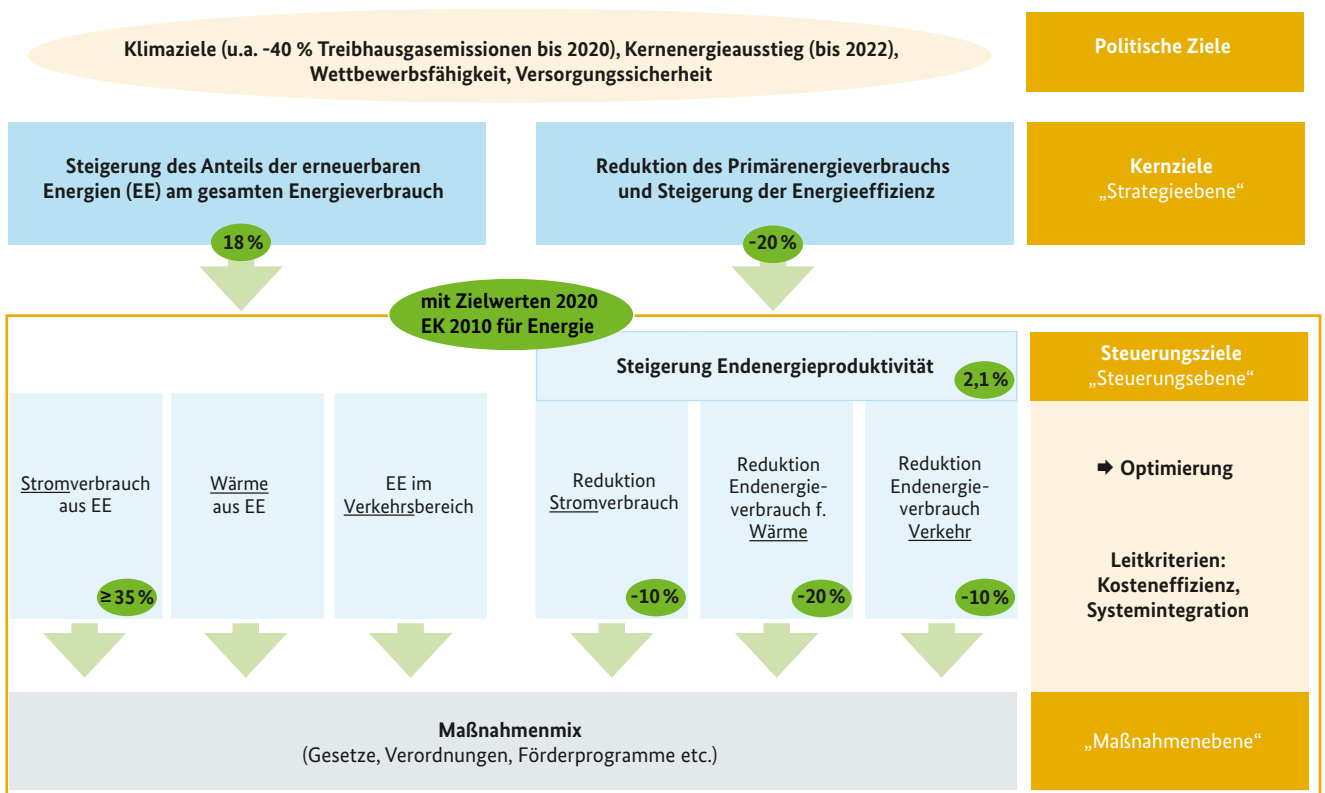 Klimaziele (u.a. -40 % Treibhausgasemissionen bis 2020), Kernenergieausstieg (bis 2022),
Wettbewerbsfähigkeit, Versorgungssicherheit
Politische Ziele
Steigerung des Anteils der erneuerbaren
Energien (EE) am gesamten Energieverbrauch
18 %
Reduktion des Primärenergieverbrauchs
und Steigerung der Energieeffizienz
-20 %
Kernziele
„Strategieebene“
mit Zielwerten 2020
EK 2010 für Energie
Steigerung Endenergieproduktivität
2,1 %
Steuerungsziele
„Steuerungsebene“
Stromverbrauch
aus EE
≥ 35 %
Wärme
aus EE
EE im
Verkehrsbereich
Reduktion
Stromverbrauch
-10 %
Reduktion
Endenergie-
verbrauch f.
Wärme
-20 %
Reduktion
Endenergie-
verbrauch
Verkehr
-10 %
➡ Optimierung
Leitkriterien:
Kosteneffizienz,
Systemintegration
Maßnahmenmix
(Gesetze, Verordnungen, Förderprogramme etc.)
„Maßnahmenebene“